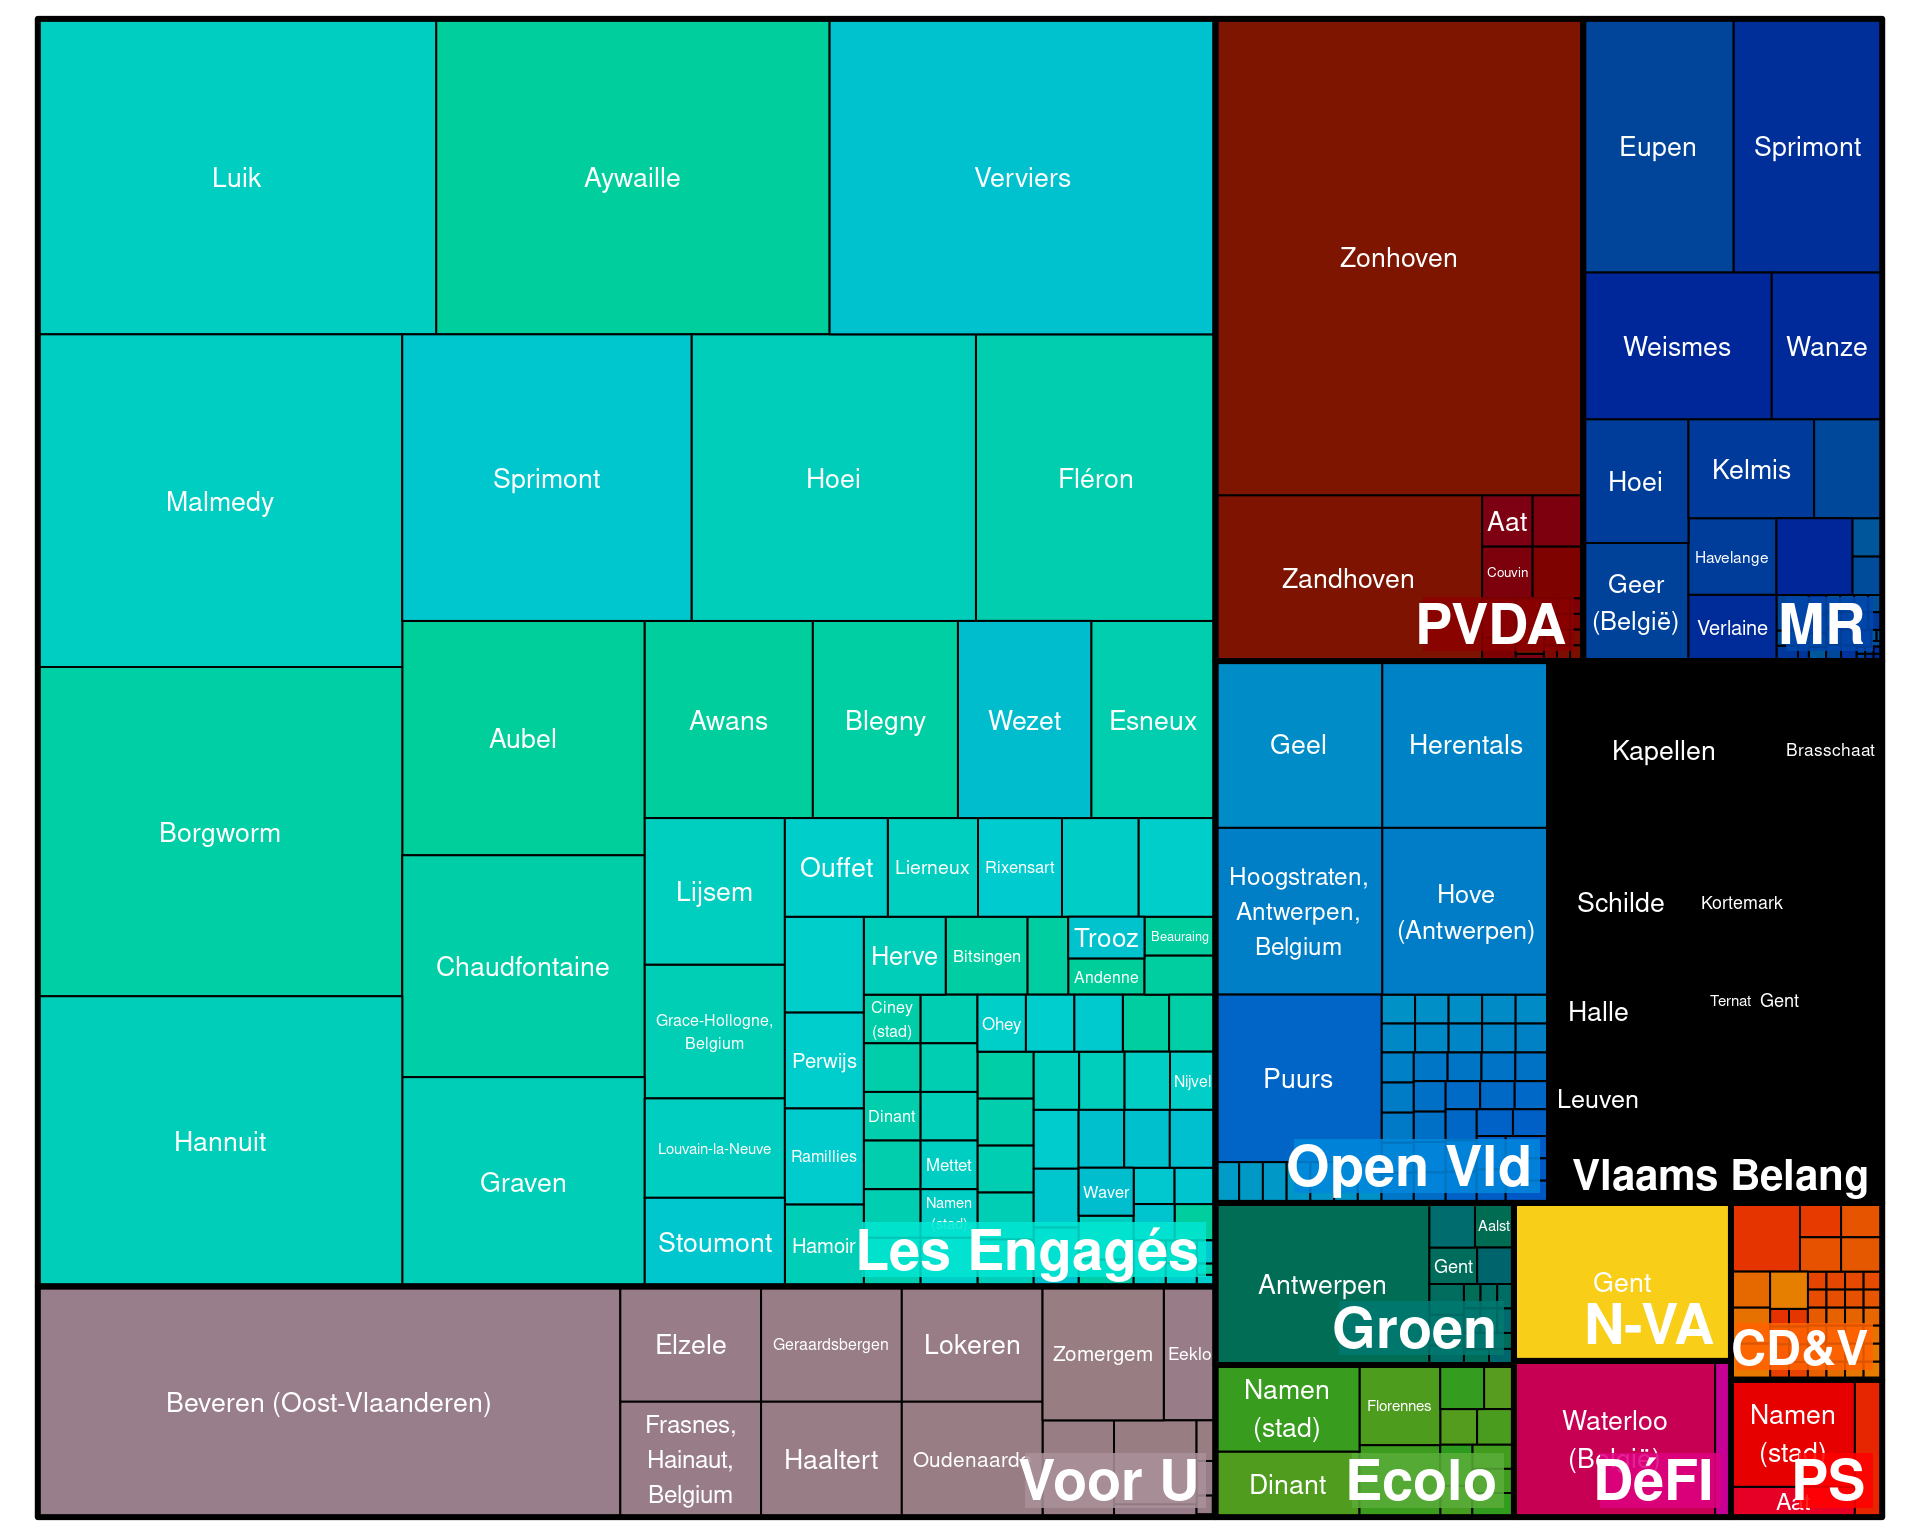 Luik
Aywaille
Verviers
Malmedy
Sprimont
Hoei
Fléron
Borgworm
Aubel
Awans
Blegny
Wezet
Esneux
Chaudfontaine
Hannuit
Graven
Lijsem
Ouffet
Lierneux
Rixensart
Grace-Hollogne,
Belgium
Herve
Bitsingen
Trooz
Beauraing
Andenne
Perwijs
Ciney
(stad)
Ohey
Nijvel
Louvain-la-Neuve
Ramillies
Dinant
Mettet
Namen
(stad)
Waver
Stoumont
Hamoir
Les Engagés
Beveren (Oost-Vlaanderen)
Elzele
Geraardsbergen
Lokeren
Zomergem
Eeklo
Frasnes,
Hainaut,
Belgium
Haaltert
Oudenaarde
Voor U
Zonhoven
Zandhoven
Aat
Couvin
PVDA
Eupen
Sprimont
Weismes
Wanze
Hoei
Kelmis
Havelange
Geer
(België)
Verlaine
MR
Geel
Herentals
Hoogstraten,
Antwerpen,
Belgium
Hove
(Antwerpen)
Puurs
Open Vld
Kapellen
Brasschaat
Schilde
Kortemark
Halle
Ternat
Gent
Leuven
Vlaams Belang
Antwerpen
Aalst
Gent
Groen
Gent
N-VA
CD&V
Namen
(stad)
Florennes
Dinant
Ecolo
Waterloo
(België)
DéFI
Namen
(stad)
Aat
PS